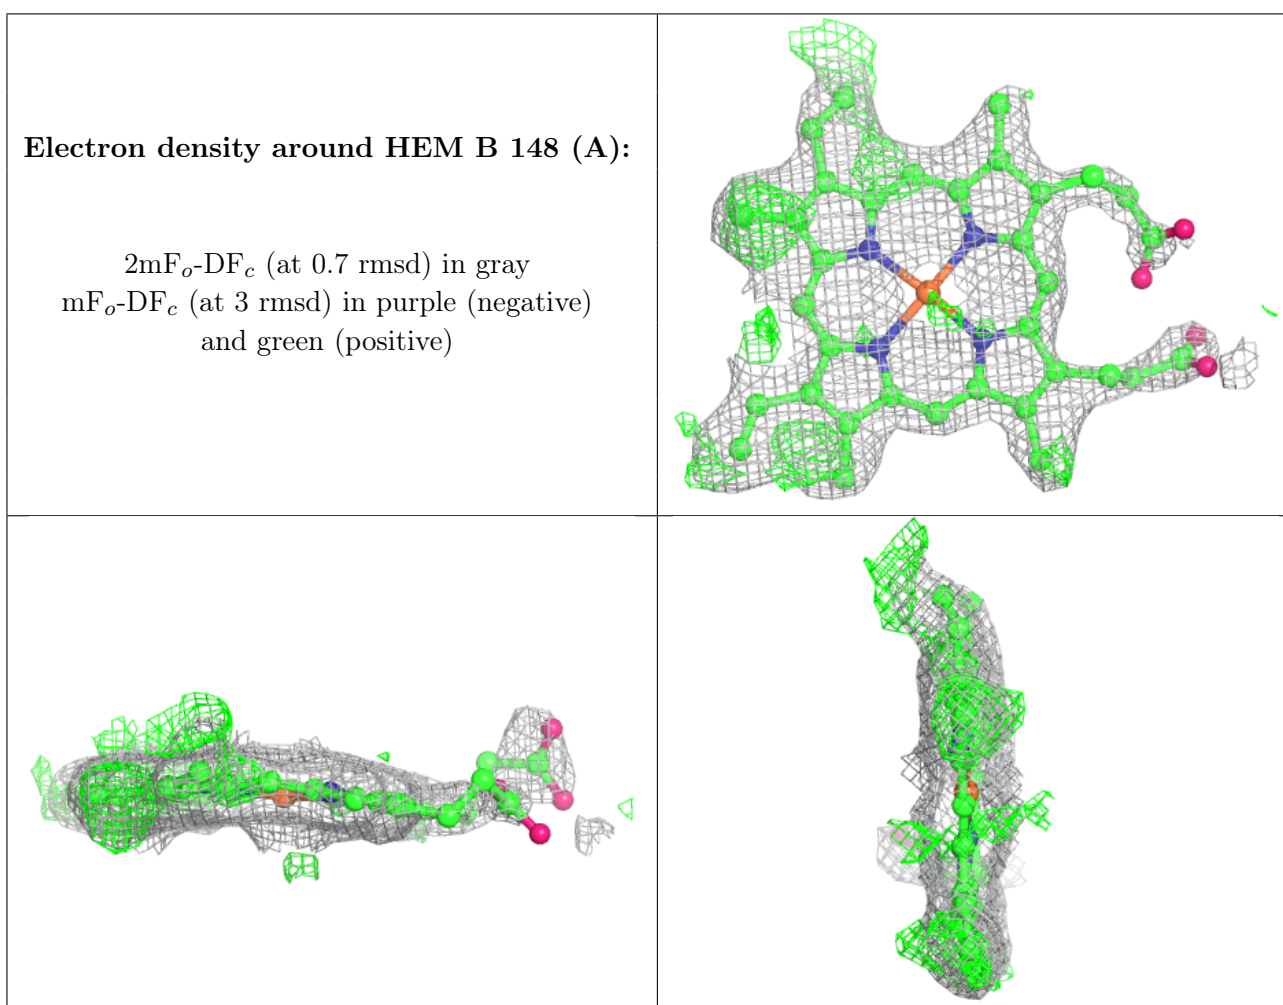 Electron density around HEM B 148 (A):
2mFₒ-DF𝒸 (at 0.7 rmsd) in gray
mFₒ-DF𝒸 (at 3 rmsd) in purple (negative)
and green (positive)